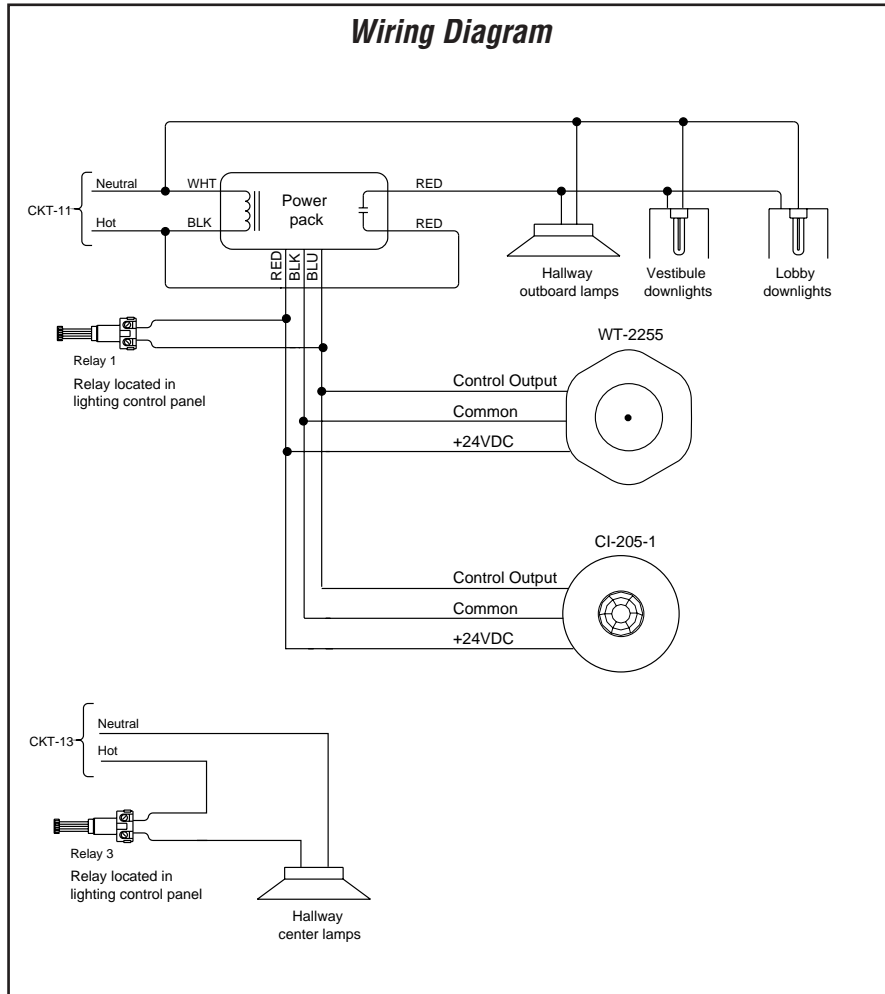 Wiring Diagram
Neutral
WHT
CKT-11
Hot
BLK
Power
pack
RED
RED
RED
BLK
BLU
Hallway
outboard lamps
Vestibule
downlights
Lobby
downlights
Relay 1
Relay located in
lighting control panel
WT-2255
Control Output
Common
+24VDC
CI-205-1
Control Output
Common
+24VDC
CKT-13
Neutral
Hot
Relay 3
Relay located in
lighting control panel
Hallway
center lamps